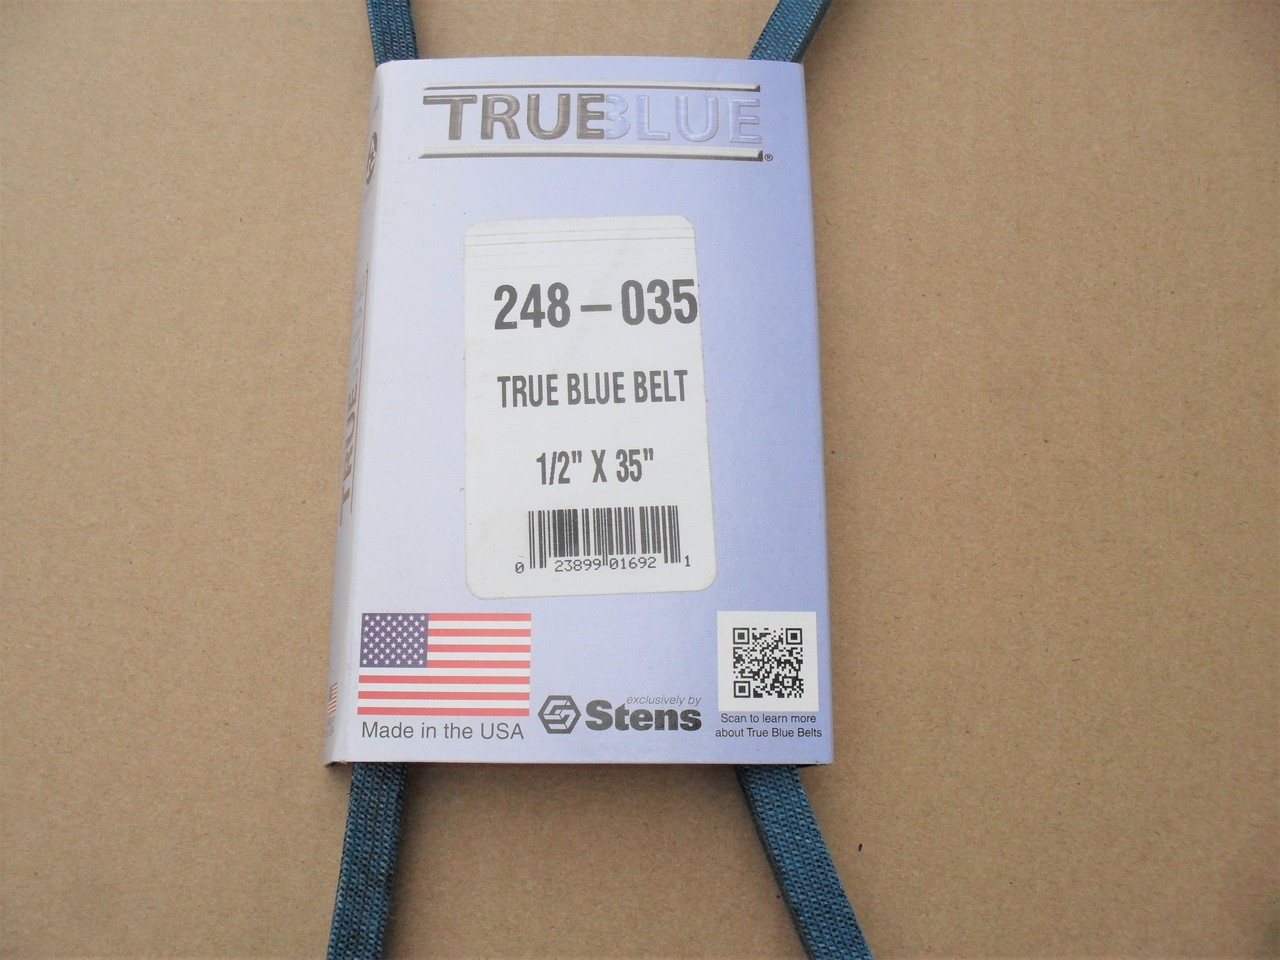 TRUEBLUE®
248-035
TRUE BLUE BELT
1/2" X 35"
0 23899 01692 1
Made in the USA
exclusively by
Stens
Scan to learn more
about True Blue Belts
TRUE